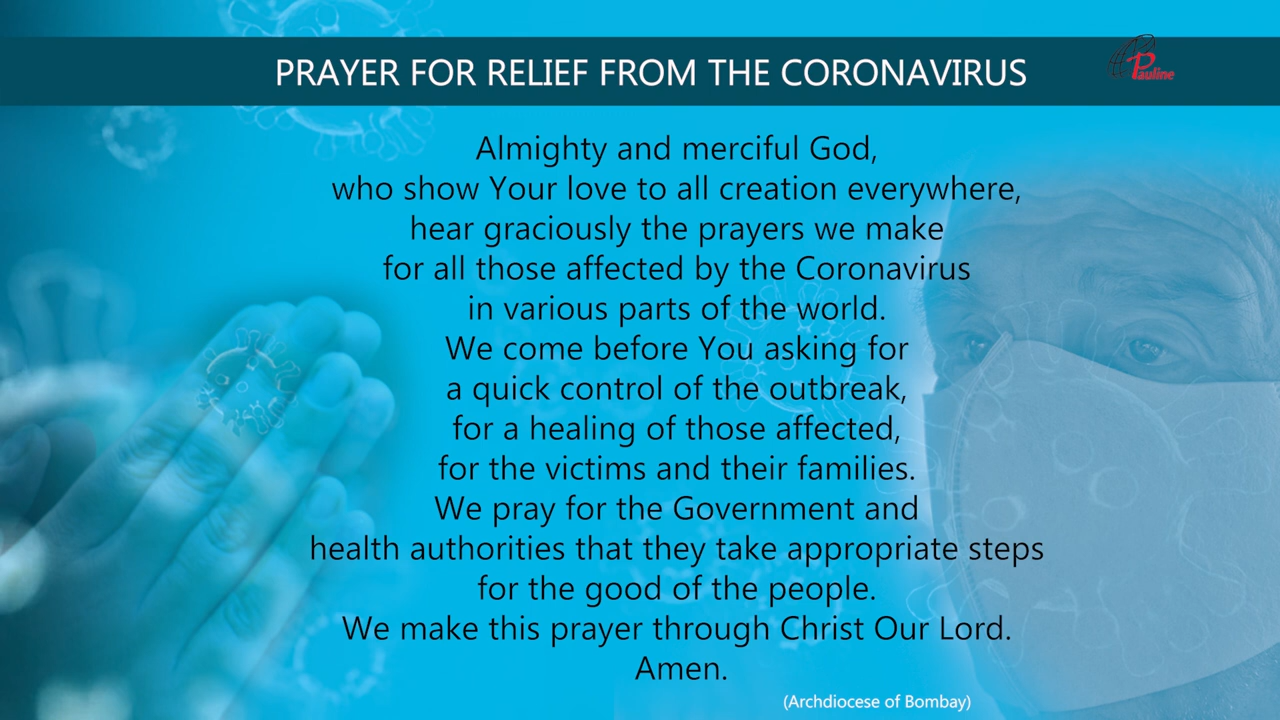 PRAYER FOR RELIEF FROM THE CORONAVIRUS
Pauline
Almighty and merciful God,
who show Your love to all creation everywhere,
hear graciously the prayers we make
for all those affected by the Coronavirus
in various parts of the world.
We come before You asking for
a quick control of the outbreak,
for a healing of those affected,
for the victims and their families.
We pray for the Government and
health authorities that they take appropriate steps
for the good of the people.
We make this prayer through Christ Our Lord.
Amen.
(Archdiocese of Bombay)